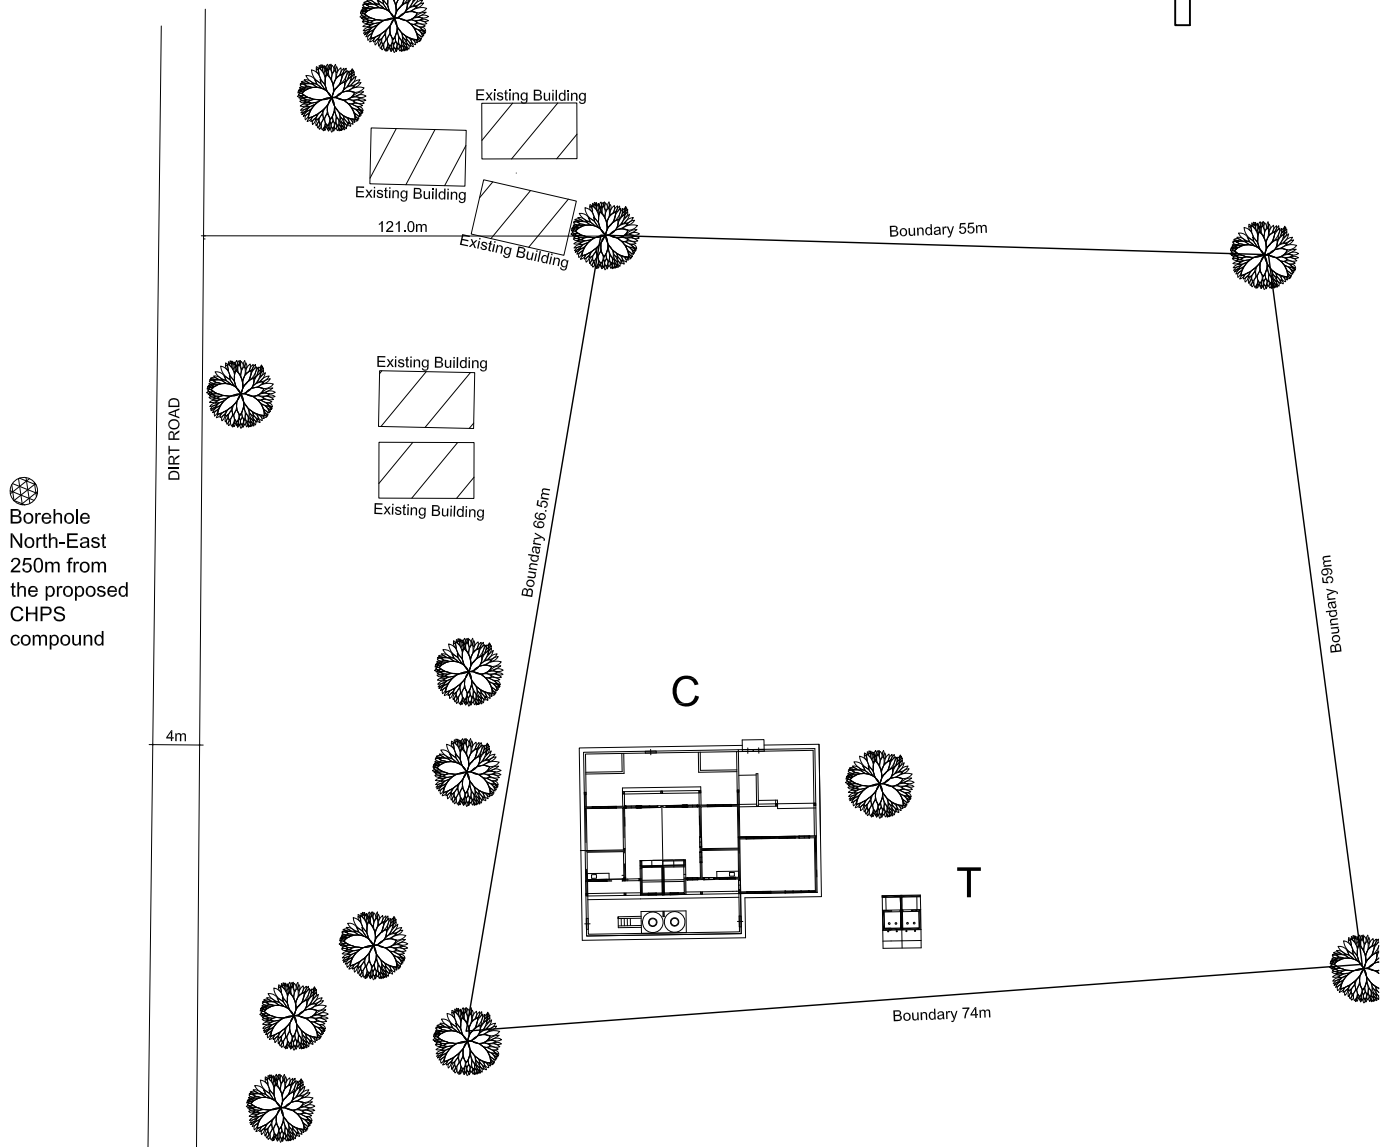 Existing Building
Existing Building
121.0m
Existing Building
Boundary 55m
Existing Building
DIRT ROAD
Existing Building
Boundary 66.5m
Borehole
North-East
250m from
the proposed
CHPS
compound
Boundary 59m
C
4m
T
Boundary 74m